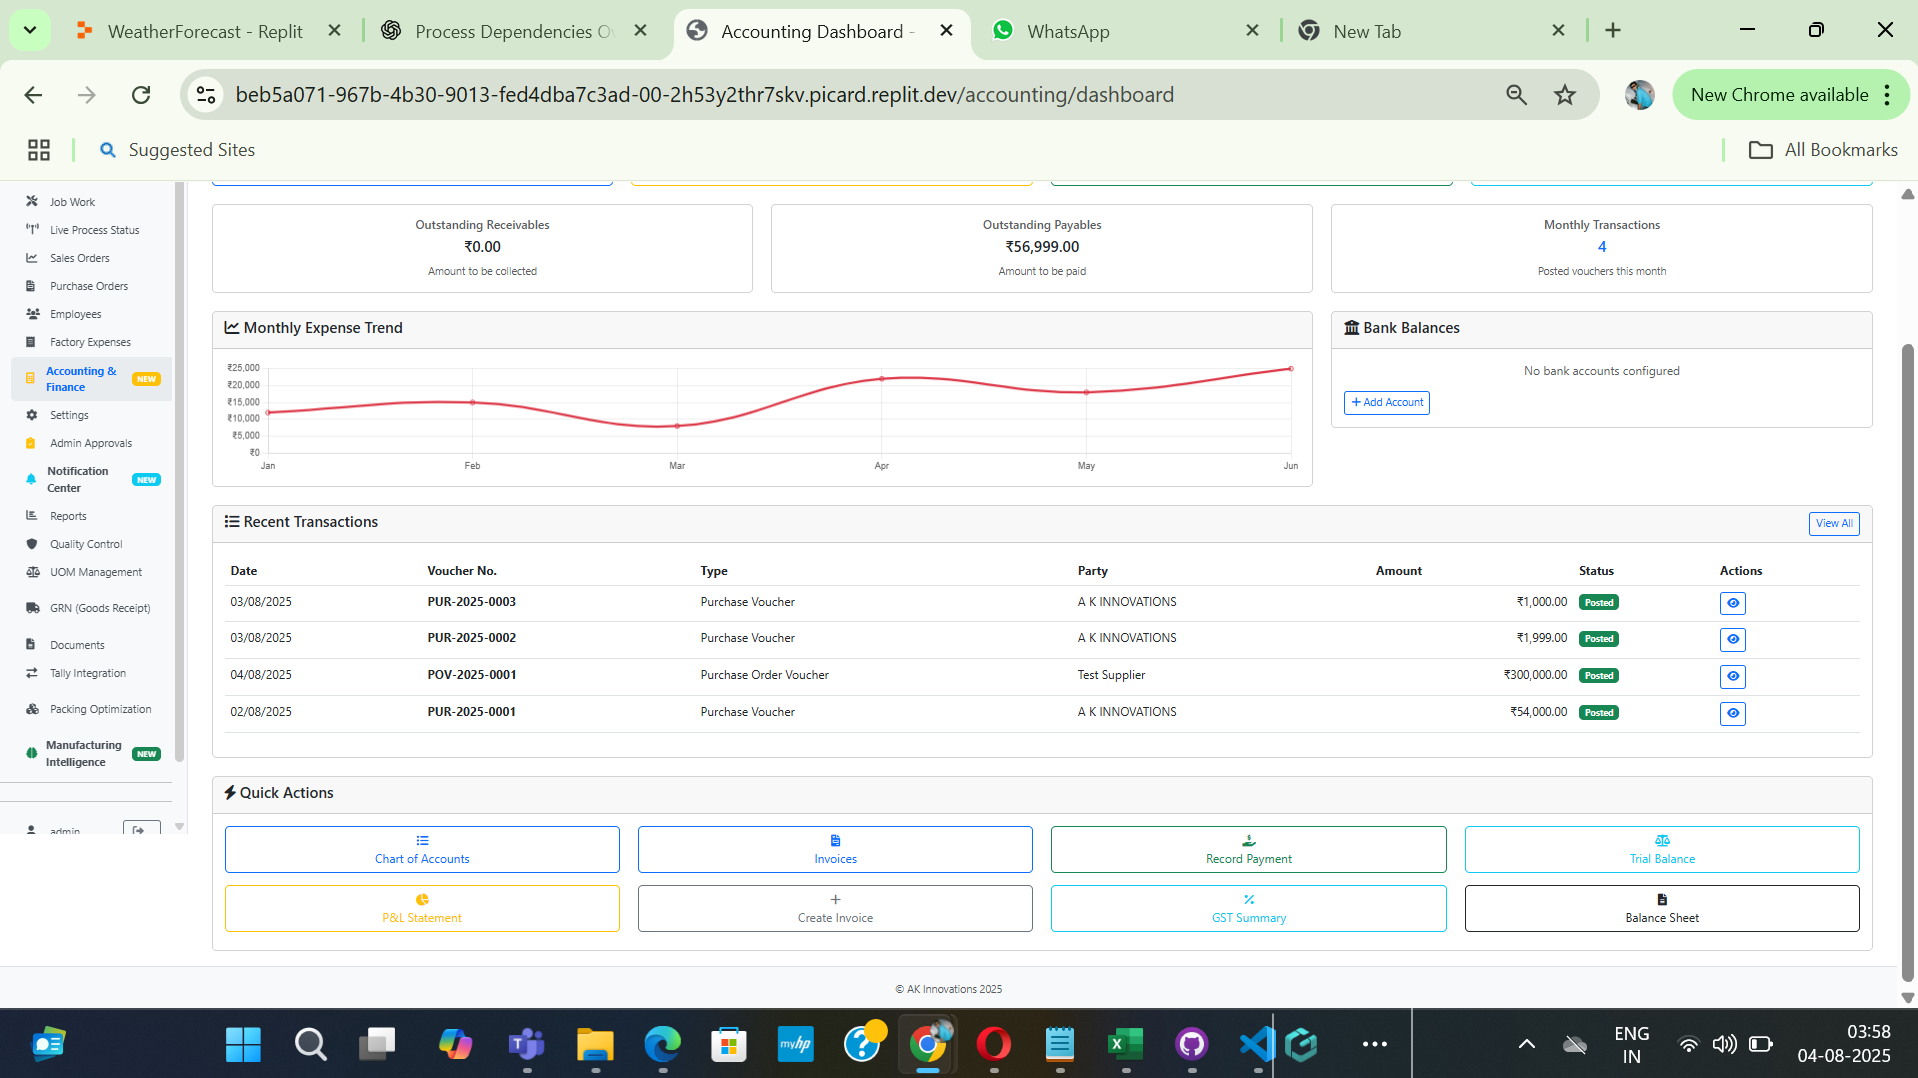 WeatherForecast - Replit
Process Dependencies Ov
Accounting Dashboard -
WhatsApp
New Tab
beb5a071-967b-4b30-9013-fed4dba7c3ad-00-2h53y2thr7skv.picard.replit.dev/accounting/dashboard
New Chrome available
Suggested Sites
All Bookmarks
Job Work
Live Process Status
Sales Orders
Purchase Orders
Employees
Factory Expenses
Accounting & Finance NEW
Settings
Admin Approvals
Notification Center NEW
Reports
Quality Control
UOM Management
GRN (Goods Receipt)
Documents
Tally Integration
Packing Optimization
Manufacturing Intelligence NEW
admin
Outstanding Receivables
₹0.00
Amount to be collected
Outstanding Payables
₹56,999.00
Amount to be paid
Monthly Transactions
4
Posted vouchers this month
Monthly Expense Trend
₹25,000
₹20,000
₹15,000
₹10,000
₹5,000
₹0
Jan Feb Mar Apr May Jun
Bank Balances
No bank accounts configured
Add Account
Recent Transactions
View All
Date Voucher No. Type Party Amount Status Actions
03/08/2025 PUR-2025-0003 Purchase Voucher A K INNOVATIONS ₹1,000.00 Posted
03/08/2025 PUR-2025-0002 Purchase Voucher A K INNOVATIONS ₹1,999.00 Posted
04/08/2025 POV-2025-0001 Purchase Order Voucher Test Supplier ₹300,000.00 Posted
02/08/2025 PUR-2025-0001 Purchase Voucher A K INNOVATIONS ₹54,000.00 Posted
Quick Actions
Chart of Accounts
Invoices
Record Payment
Trial Balance
P&L Statement
Create Invoice
GST Summary
Balance Sheet
© AK Innovations 2025
myhp
ENG
IN
03:58
04-08-2025